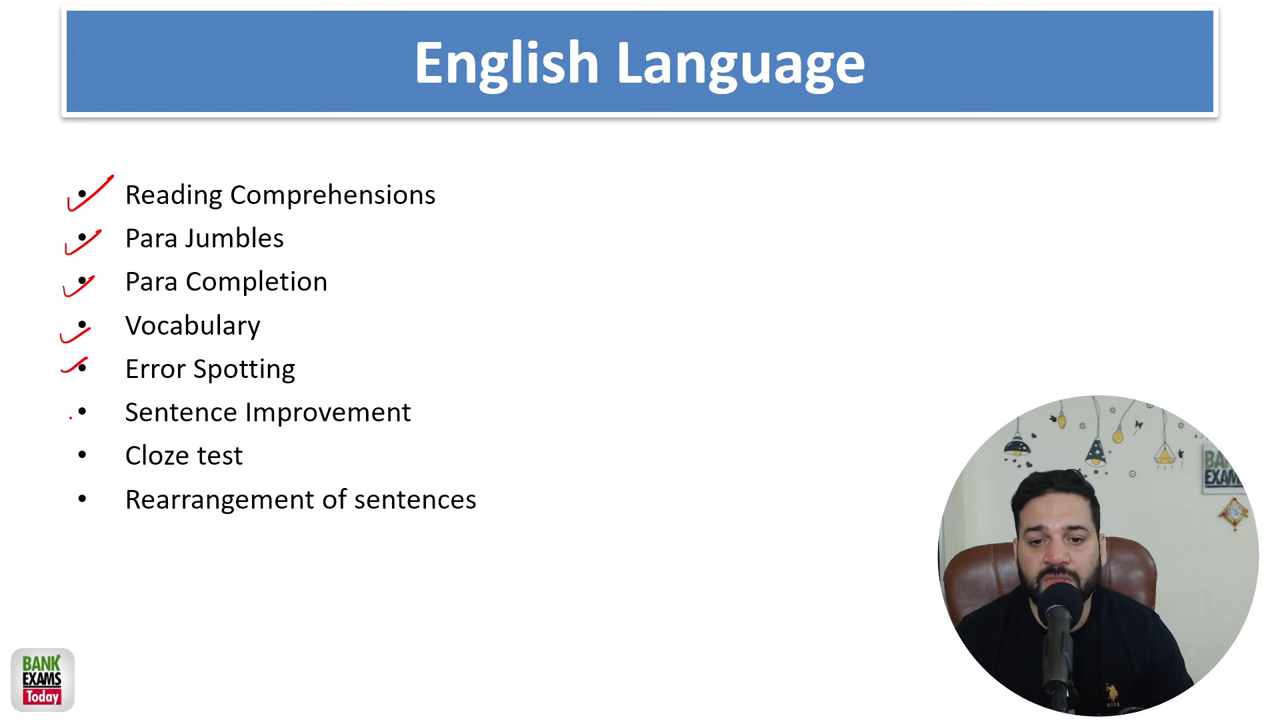 English Language
• Reading Comprehensions
• Para Jumbles
• Para Completion
• Vocabulary
• Error Spotting
• Sentence Improvement
• Cloze test
• Rearrangement of sentences
BANK
EXAMS
Today